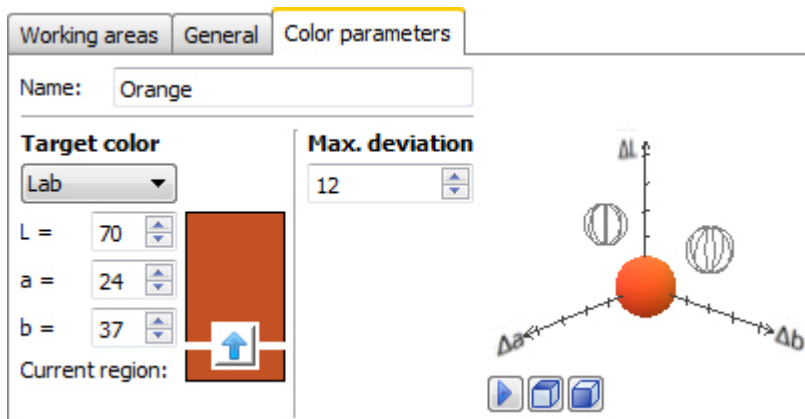 Working areas General Color parameters
Name: Orange
Target color Max. deviation
Lab 12
L = 70
a = 24
b = 37
Current region:
ΔL
Δa
Δb